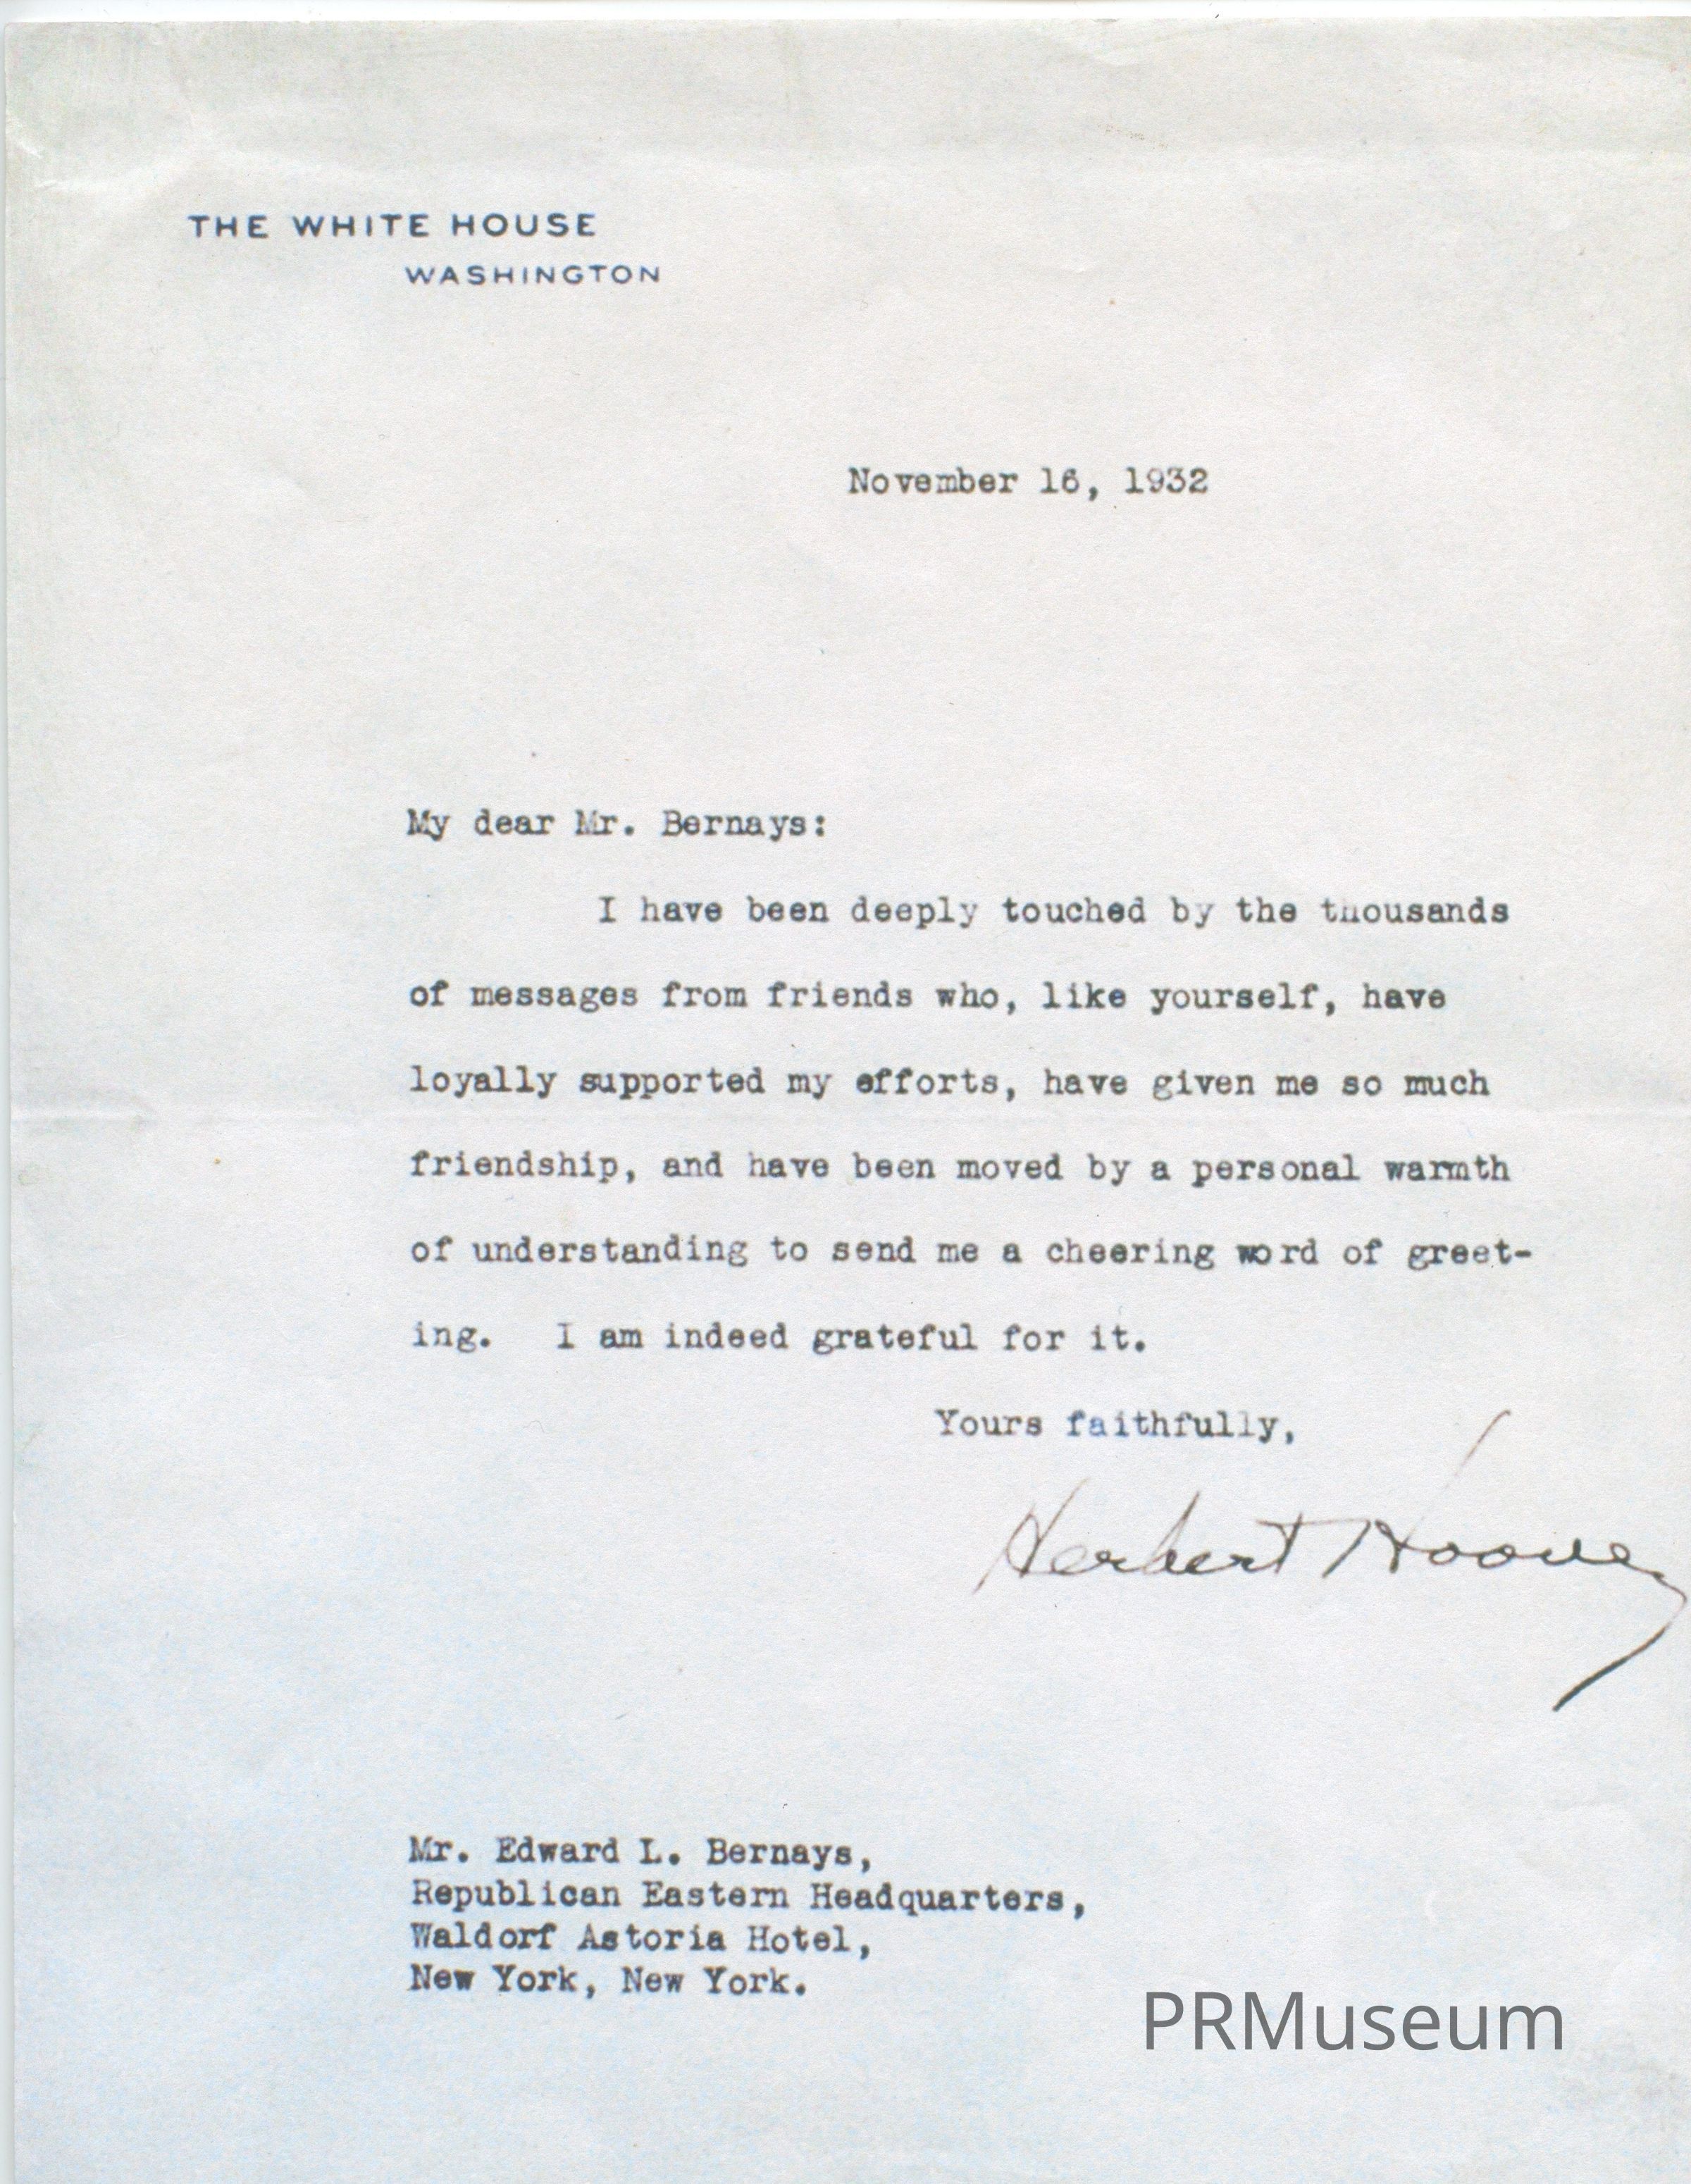 THE WHITE HOUSE
WASHINGTON
November 16, 1932
My dear Mr. Bernays:
I have been deeply touched by the thousands
of messages from friends who, like yourself, have
loyally supported my efforts, have given me so much
friendship, and have been moved by a personal warmth
of understanding to send me a cheering word of greet-
ing. I am indeed grateful for it.
Yours faithfully,
Herbert Hoover
Mr. Edward L. Bernays,
Republican Eastern Headquarters,
Waldorf Astoria Hotel,
New York, New York.
PRMuseum